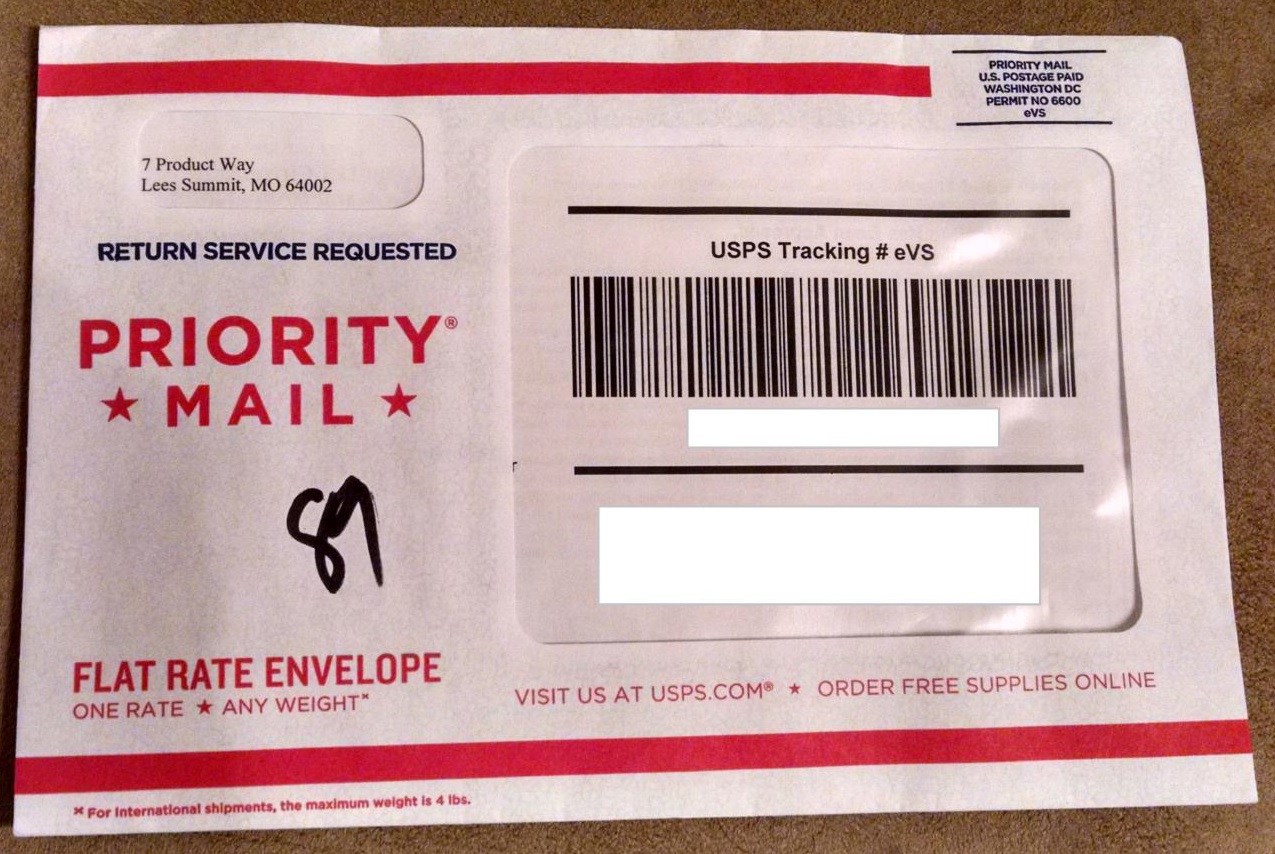 PRIORITY MAIL
U.S. POSTAGE PAID
WASHINGTON DC
PERMIT NO 6600
eVS
7 Product Way
Lees Summit, MO 64002
RETURN SERVICE REQUESTED
PRIORITY®
★ MAIL ★
USPS Tracking # eVS
89
FLAT RATE ENVELOPE
ONE RATE ★ ANY WEIGHT*
VISIT US AT USPS.COM® ★ ORDER FREE SUPPLIES ONLINE
* For International shipments, the maximum weight is 4 lbs.